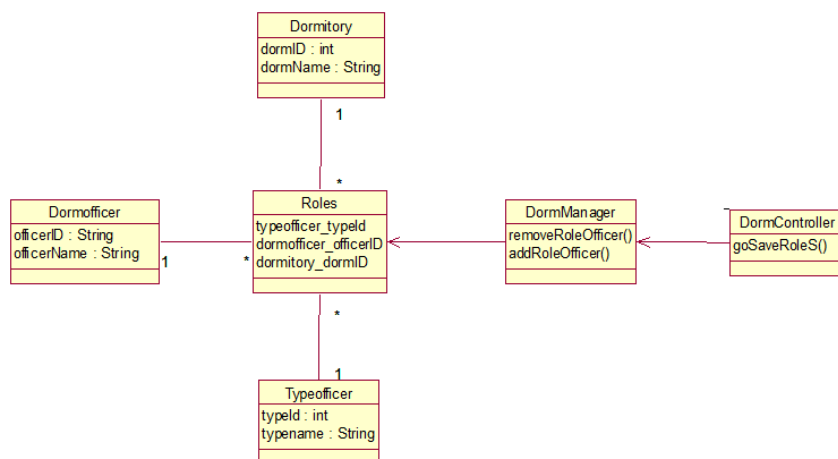 Dormitory
dormID : int
dormName : String
1
*
Dormofficer
officerID : String
officerName : String
1
*
Roles
typeofficer_typeId
dormofficer_officerID
dormitory_dormID
DormManager
removeRoleOfficer()
addRoleOfficer()
DormController
goSaveRoleS()
*
1
Typeofficer
typeId : int
typename : String